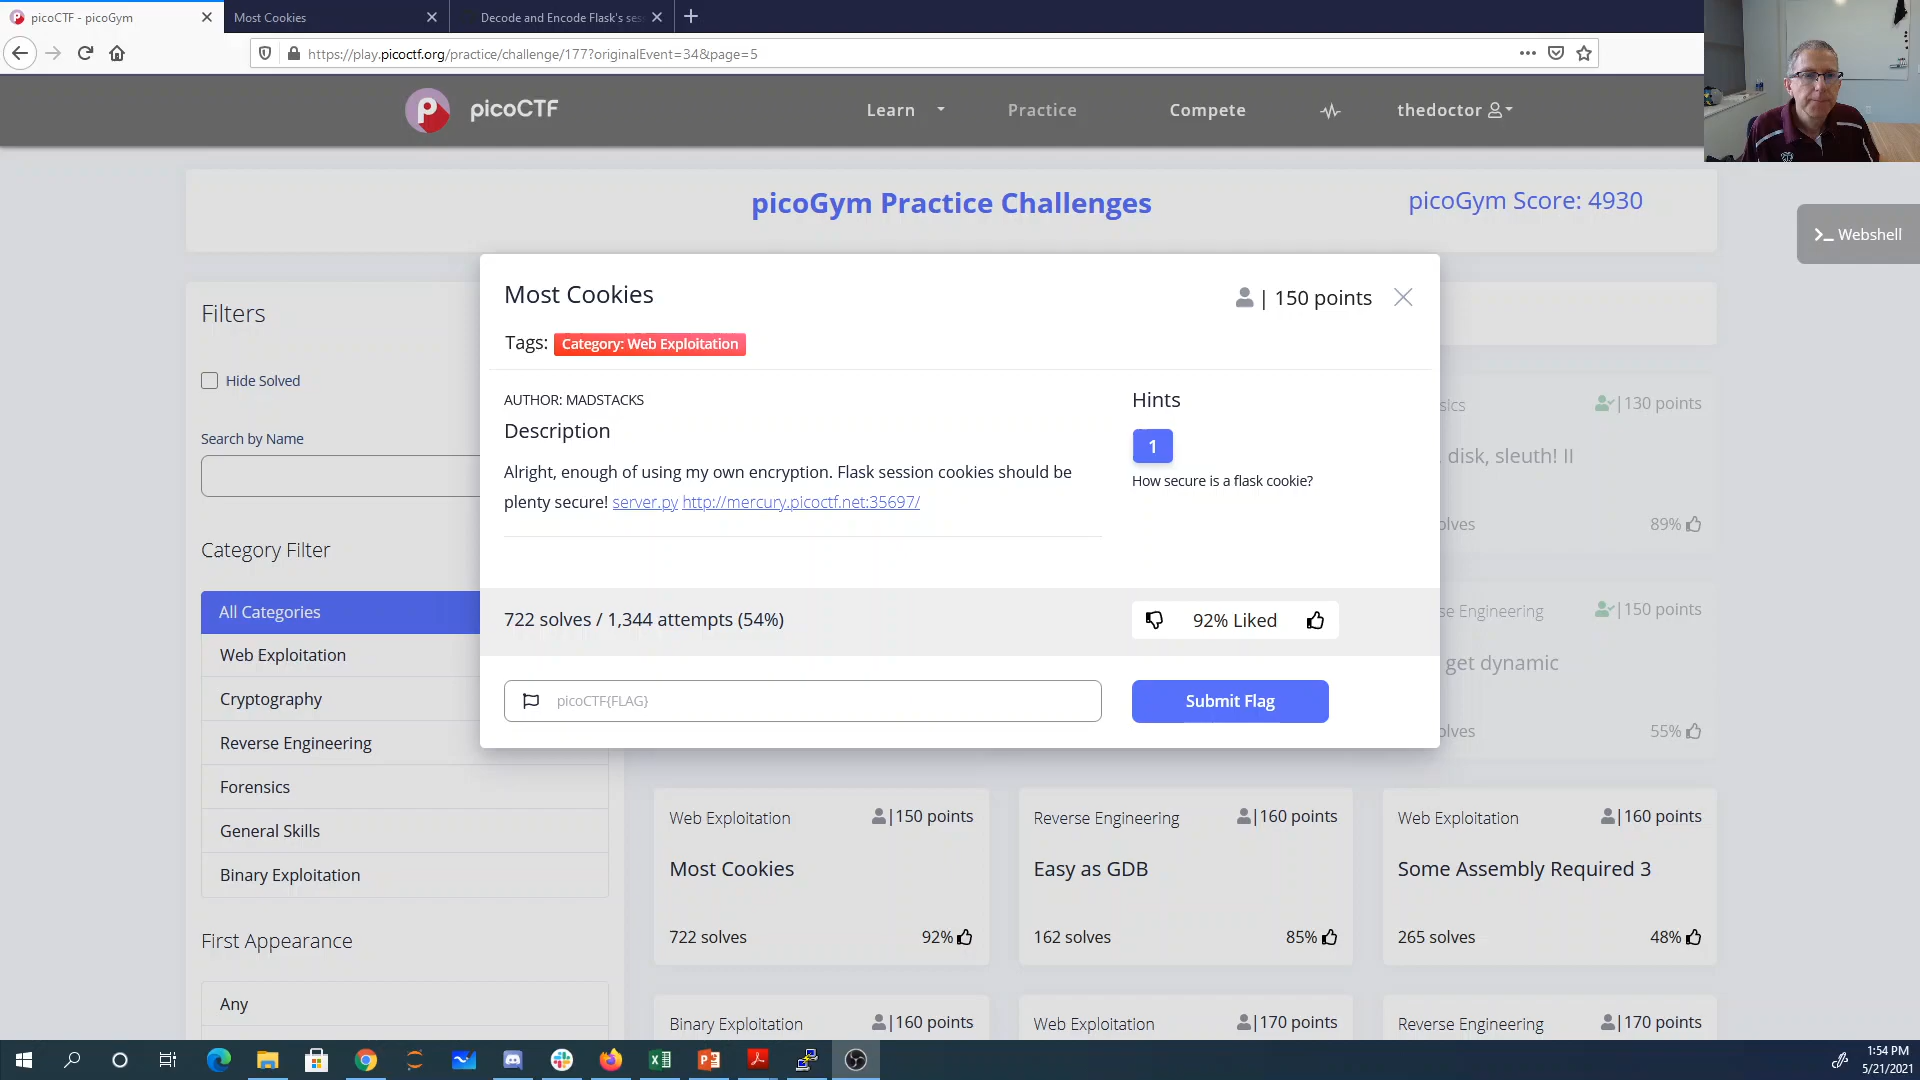 picoCTF - picoGym
Most Cookies
Decode and Encode Flask's ses
https://play.picoctf.org/practice/challenge/177?originalEvent=34&page=5
picoCTF
Learn
Practice
Compete
thedoctor
picoGym Practice Challenges
picoGym Score: 4930
Webshell
Filters
Hide Solved
Search by Name
Category Filter
All Categories
Web Exploitation
Cryptography
Reverse Engineering
Forensics
General Skills
Binary Exploitation
First Appearance
Any
Most Cookies
| 150 points
Tags: Category: Web Exploitation
AUTHOR: MADSTACKS
Description
Alright, enough of using my own encryption. Flask session cookies should be
plenty secure! server.py http://mercury.picoctf.net:35697/
Hints
1
How secure is a flask cookie?
722 solves / 1,344 attempts (54%)
92% Liked
picoCTF{FLAG}
Submit Flag
sics
|130 points
, disk, sleuth! II
olves
89%
se Engineering
|150 points
get dynamic
olves
55%
Web Exploitation
|150 points
Most Cookies
722 solves
92%
Reverse Engineering
|160 points
Easy as GDB
162 solves
85%
Web Exploitation
|160 points
Some Assembly Required 3
265 solves
48%
Binary Exploitation
|160 points
Web Exploitation
|170 points
Reverse Engineering
|170 points
1:54 PM
5/21/2021